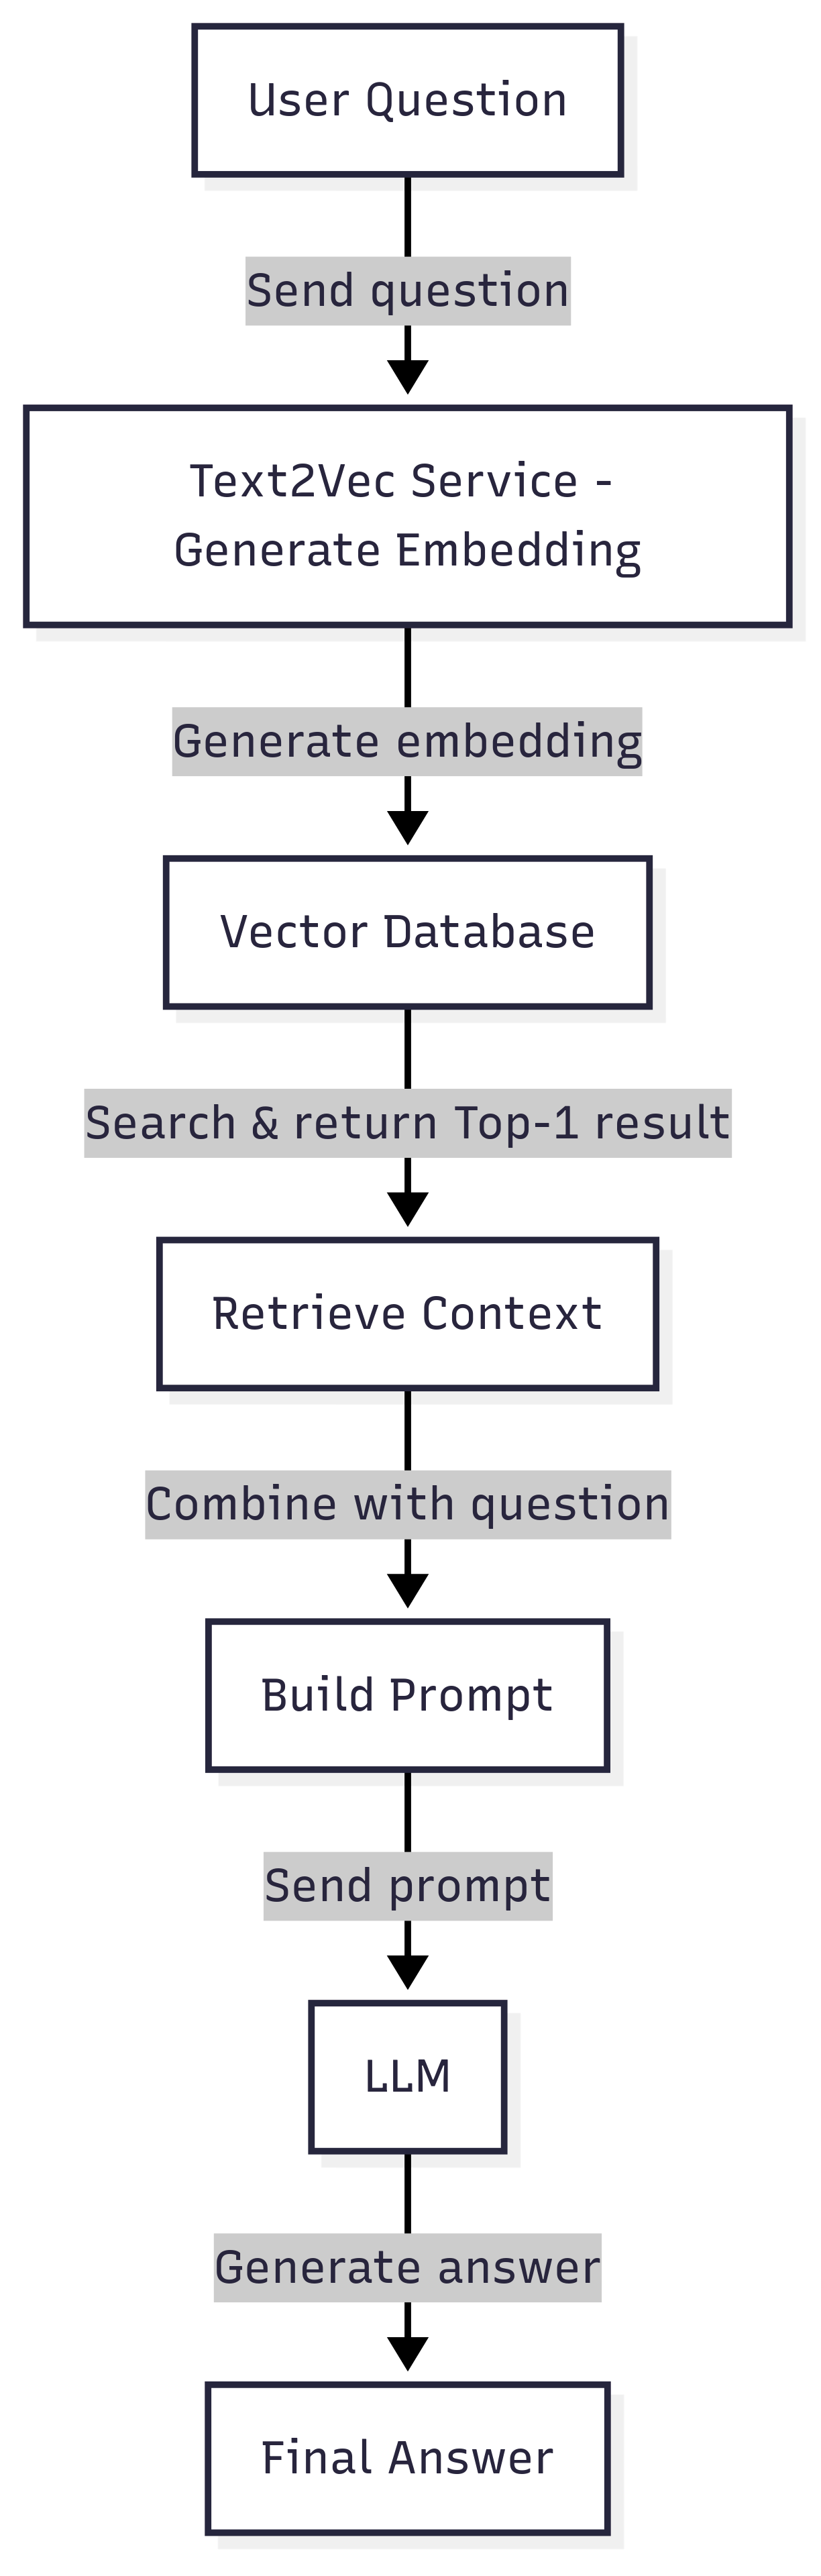 User Question
Send question
Text2Vec Service -
Generate Embedding
Generate embedding
Vector Database
Search & return Top-1 result
Retrieve Context
Combine with question
Build Prompt
Send prompt
LLM
Generate answer
Final Answer